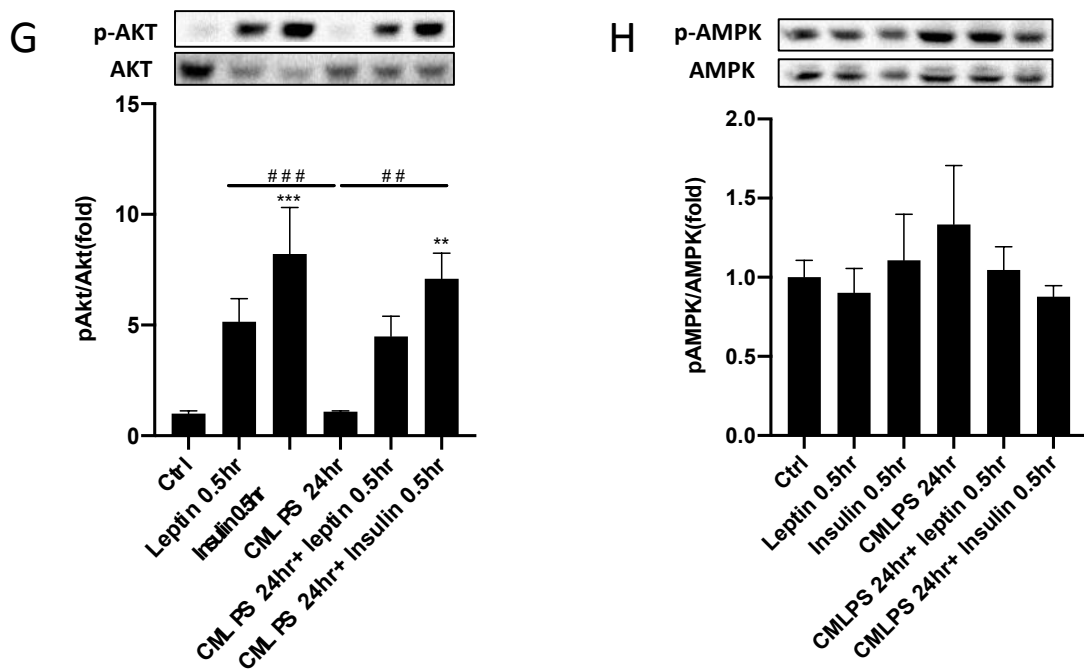 G
p-AKT
AKT
15
10
5
0
pAkt/Akt(fold)
###
***
##
**
Ctrl
Leptin 0.5hr
Insulin0.5hr
CML PS 24hr
CML PS 24hr+ leptin 0.5hr
CML PS 24hr+ Insulin 0.5hr
H
p-AMPK
AMPK
2.0
1.5
1.0
0.5
0.0
pAMPK/AMPK(fold)
Ctrl
Leptin 0.5hr
Insulin 0.5hr
CMLPS 24hr
CMLPS 24hr+ leptin 0.5hr
CMLPS 24hr+ Insulin 0.5hr